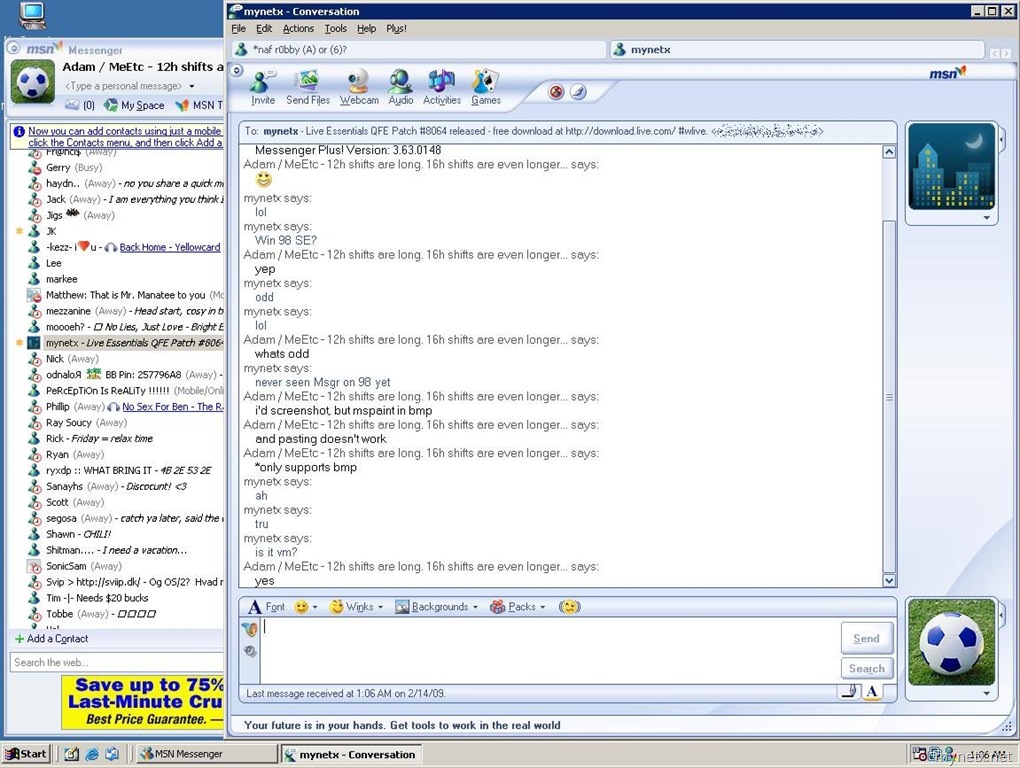 msn Messenger
Adam / MeEtc - 12h shifts a
<Type a personal message>
(0) My Space MSN T
Now you can add contacts using just a mobile
click the Contacts menu, and then click Add a
Gerry (Busy)
haydn.. (Away) - no you share a quick m
Jack (Away) - I am everything you think I
Jigs (Away)
JK
-kezz- i u - Back Home - Yellowcard
Lee
markee
Matthew: That is Mr. Manatee to you (Mo
mezzanine (Away) - Head start, cosy in t
moooeh? - □ No Lies, Just Love - Bright E
mynetx - Live Essentials QFE Patch #8064
Nick (Away)
odnaloЯ BB Pin: 257796A8 (Away) -
PeRcEpTiOn Is ReALiTy !!!!!! (Mobile/Onli
Phillip (Away) No Sex For Ben - The R
Ray Soucy (Away)
Rick - Friday = relax time
Ryan (Away)
ryxdp :: WHAT BRING IT - 4B 2E 53 2E
Sanayhs (Away) - Discocunt! <3
Scott (Away)
segosa (Away) - catch ya later, said the
Shawn - CHILI!
Shitman.... - I need a vacation...
SonicSam (Away)
Svip > http://sviip.dk/ - Og OS/2? Hvad
Tim -|- Needs $20 bucks
Tobbe (Away) - □□□□
Add a Contact
Search the web...
Save up to 75%
Last-Minute Cru
Best Price Guarantee. —
mynetx - Conversation
File Edit Actions Tools Help Plus!
*naf r0bby (A) or (6)? mynetx
msn
Invite Send Files Webcam Audio Activities Games
To: mynetx - Live Essentials QFE Patch #8064 released - free download at http://download.live.com/ #wlive. <
Messenger Plus! Version: 3.63.0148
Adam / MeEtc - 12h shifts are long. 16h shifts are even longer... says:
mynetx says:
lol
mynetx says:
Win 98 SE?
Adam / MeEtc - 12h shifts are long. 16h shifts are even longer... says:
yep
mynetx says:
odd
mynetx says:
lol
Adam / MeEtc - 12h shifts are long. 16h shifts are even longer... says:
whats odd
mynetx says:
never seen Msgr on 98 yet
Adam / MeEtc - 12h shifts are long. 16h shifts are even longer... says:
i'd screenshot, but mspaint in bmp
Adam / MeEtc - 12h shifts are long. 16h shifts are even longer... says:
and pasting doesn't work
Adam / MeEtc - 12h shifts are long. 16h shifts are even longer... says:
*only supports bmp
mynetx says:
ah
mynetx says:
tru
mynetx says:
is it vm?
Adam / MeEtc - 12h shifts are long. 16h shifts are even longer... says:
yes
A Font Winks Backgrounds Packs
Send
Search
Last message received at 1:06 AM on 2/14/09.
A
Your future is in your hands. Get tools to work in the real world
Start MSN Messenger mynetx - Conversation 1:06 AM
mynetx.net